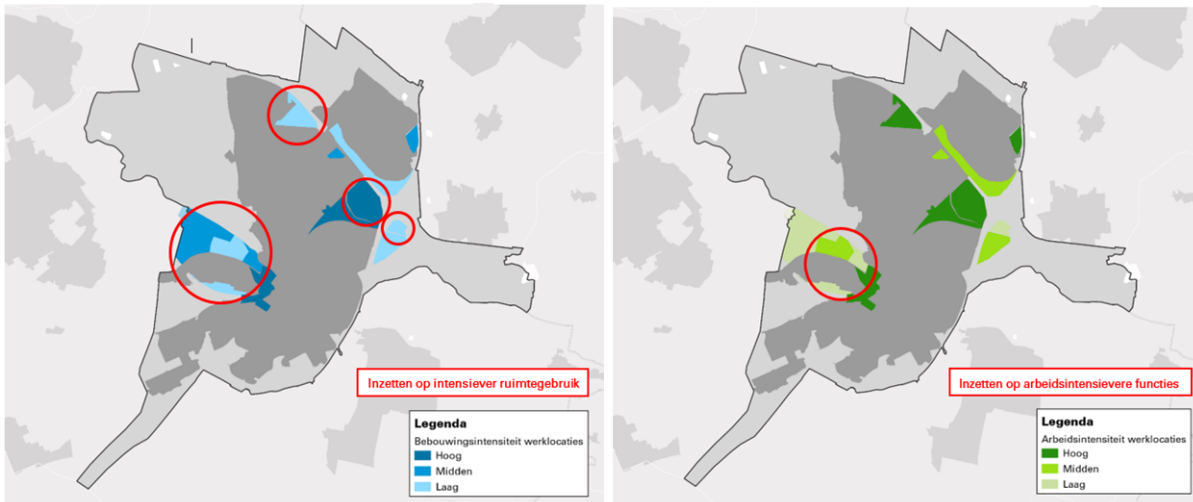 Inzetten op intensiever ruimtegebruik
Legenda
Bebouwingsintensiteit werklocaties
Hoog
Midden
Laag
Inzetten op arbeidsintensievere functies
Legenda
Arbeidsintensiteit werklocaties
Hoog
Midden
Laag